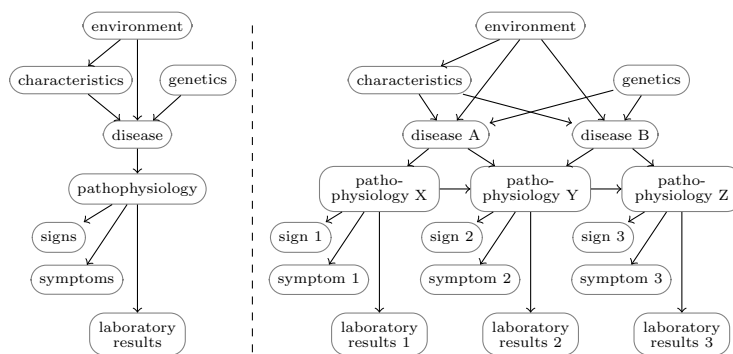 environment
characteristics
genetics
disease
pathophysiology
signs
symptoms
laboratory
results
environment
characteristics
genetics
disease A
disease B
patho-
physiology X
patho-
physiology Y
patho-
physiology Z
sign 1
sign 2
sign 3
symptom 1
symptom 2
symptom 3
laboratory
results 1
laboratory
results 2
laboratory
results 3